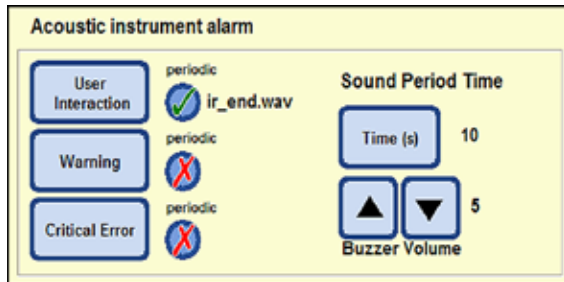 Acoustic instrument alarm
User
Interaction
periodic
ir_end.wav
Warning
periodic
Critical Error
periodic
Sound Period Time
Time (s)
10
5
Buzzer Volume